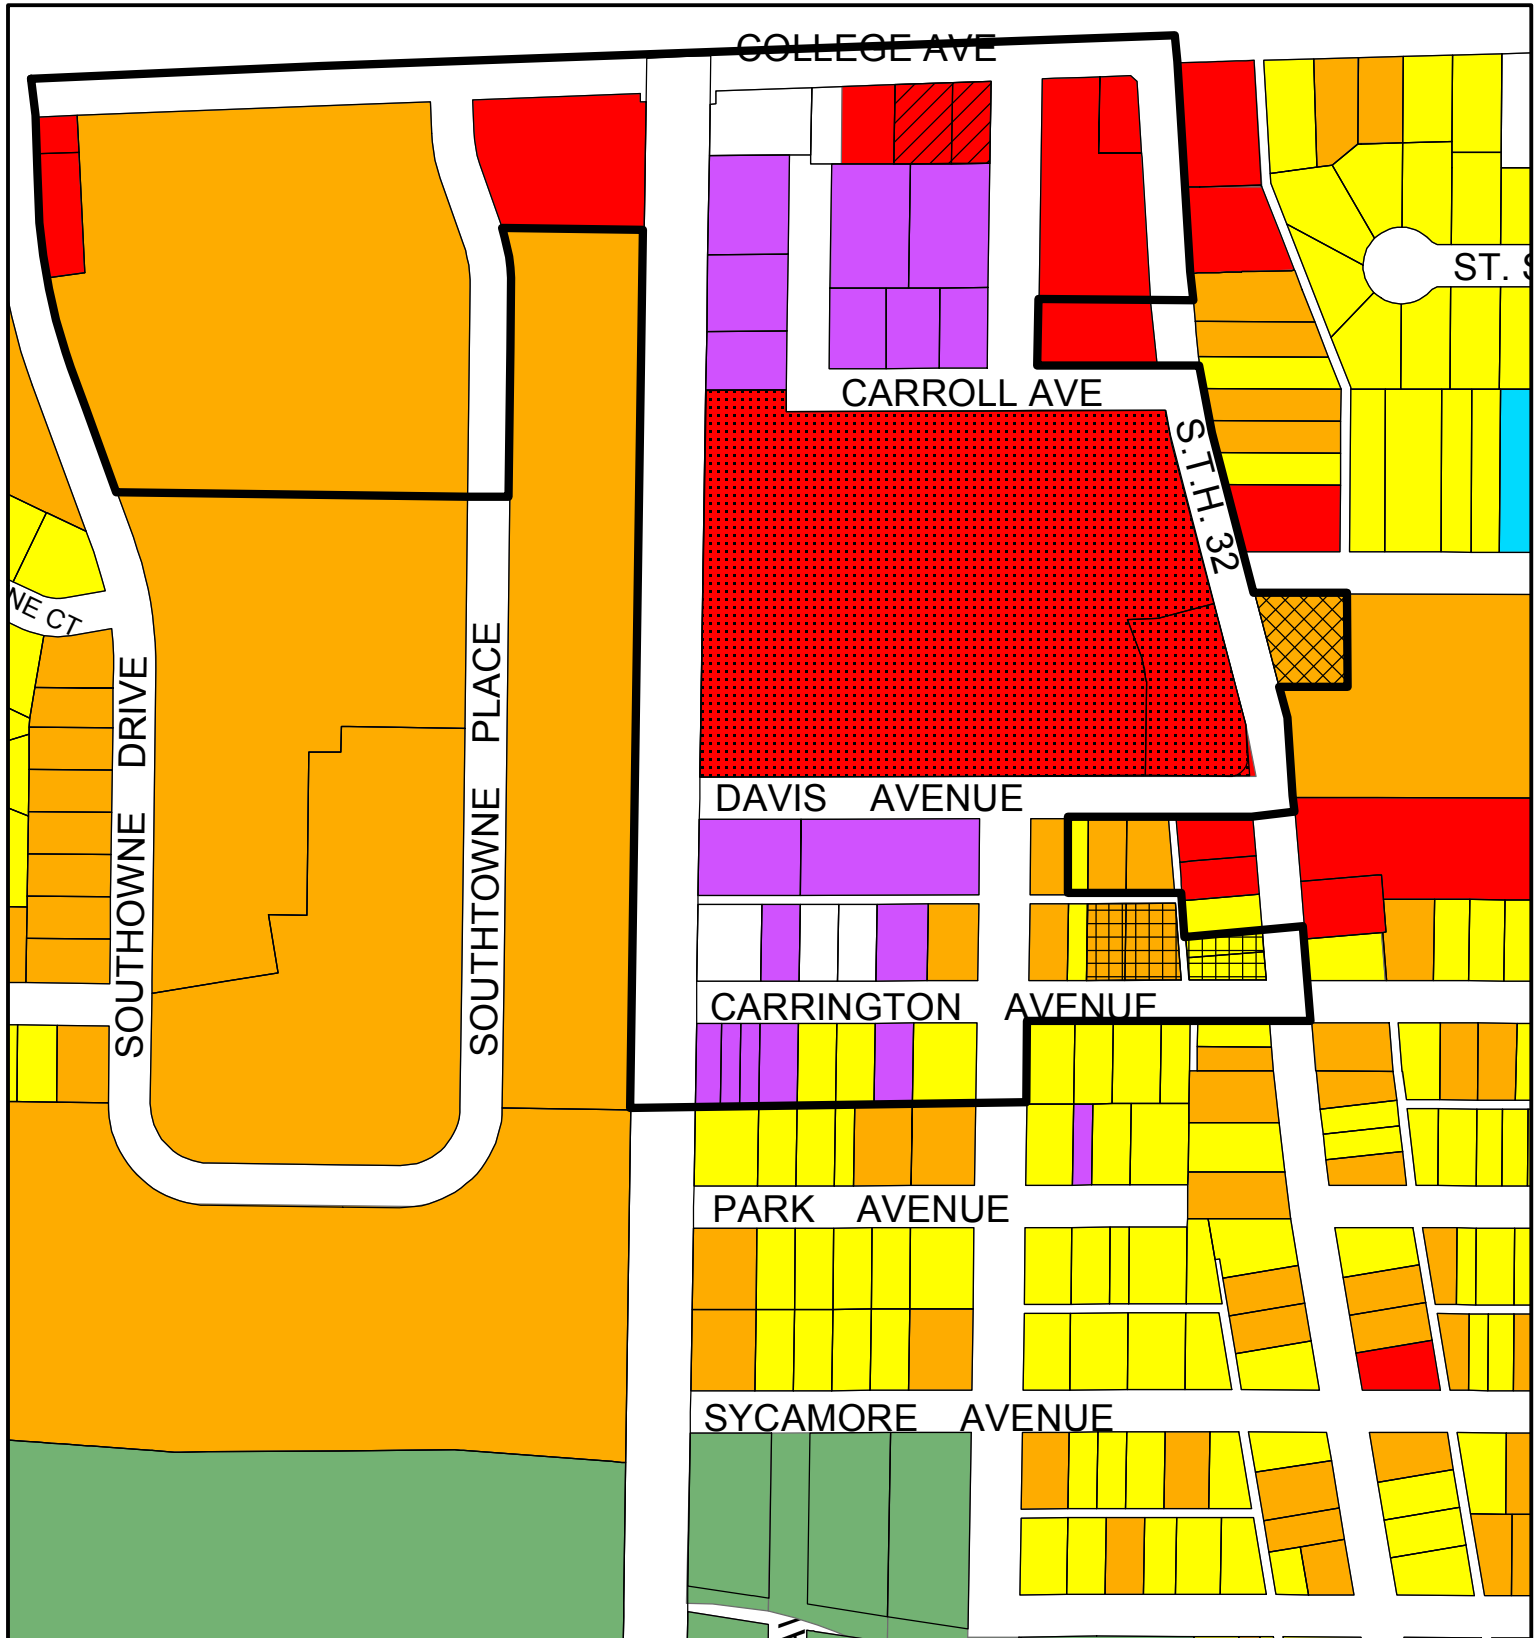 COLLEGE AVE
CARROLL AVE
S.T.H. 32
NE CT
SOUTHOWNE DRIVE
SOUTHTOWNE PLACE
DAVIS AVENUE
CARRINGTON AVENUE
PARK AVENUE
SYCAMORE AVENUE
ST.